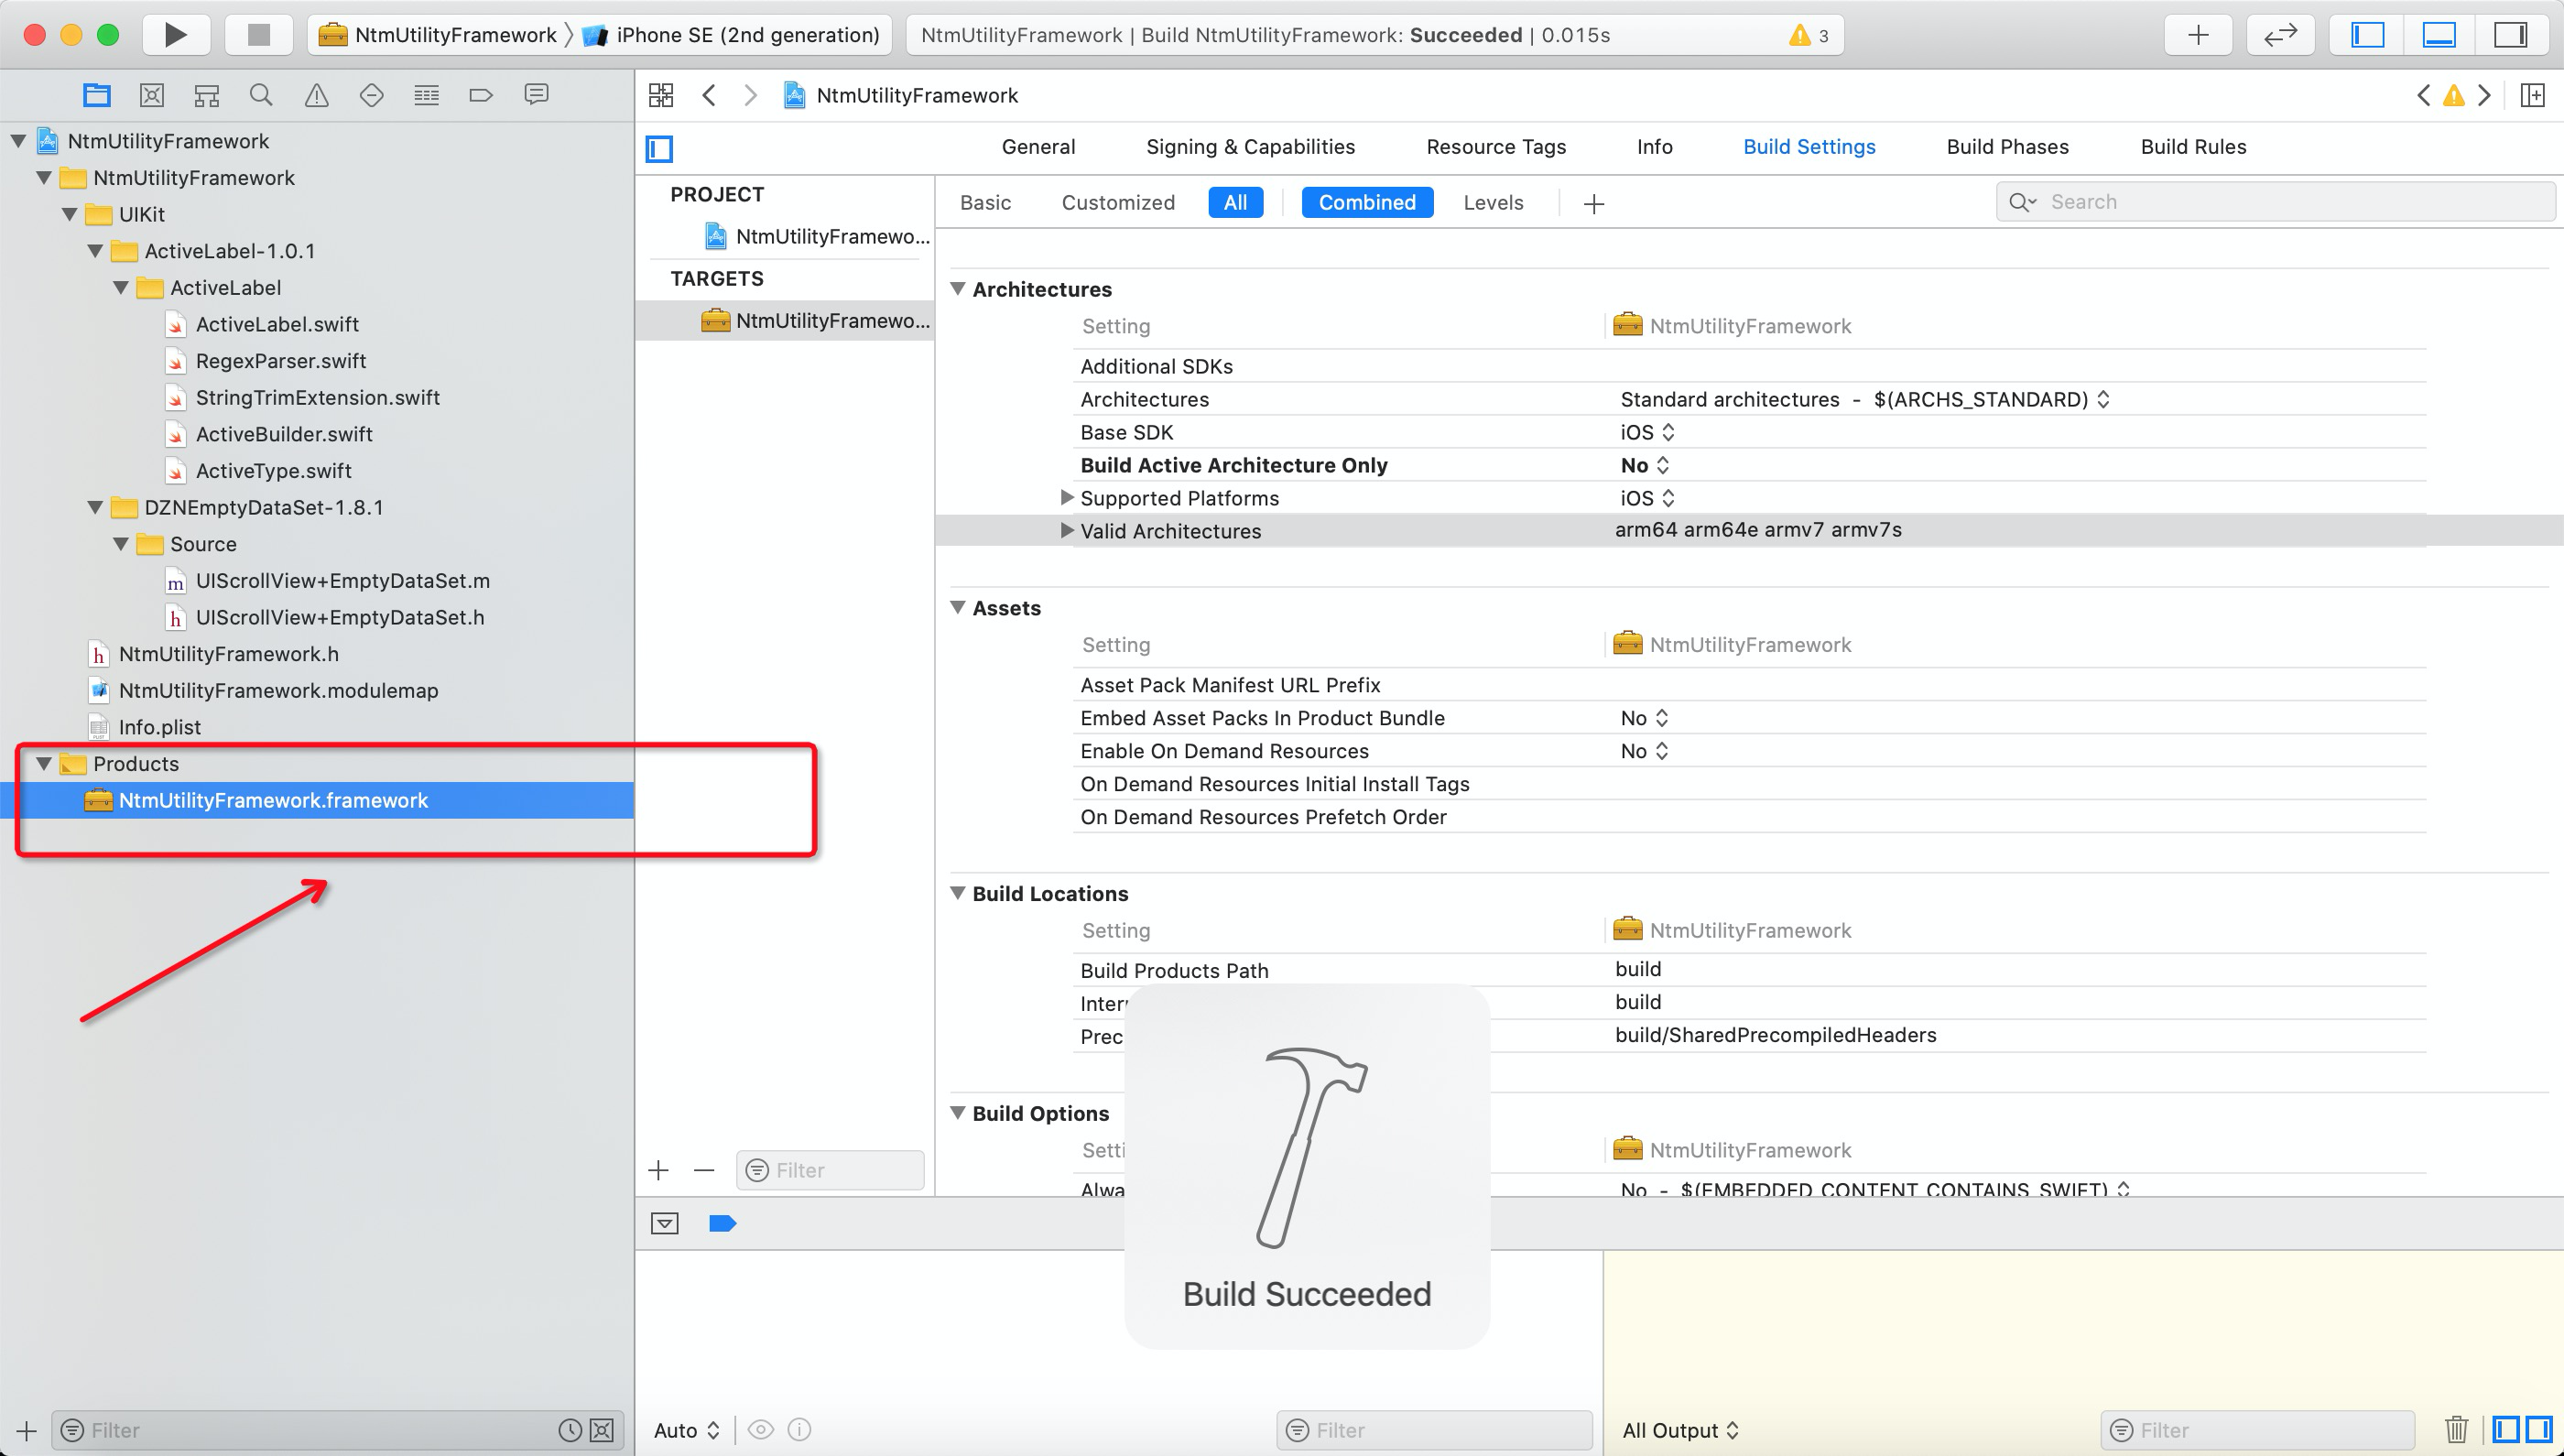 NtmUtilityFramework
iPhone SE (2nd generation)
NtmUtilityFramework | Build NtmUtilityFramework: Succeeded | 0.015s
3
NtmUtilityFramework
NtmUtilityFramework
UIKit
ActiveLabel-1.0.1
ActiveLabel
ActiveLabel.swift
RegexParser.swift
StringTrimExtension.swift
ActiveBuilder.swift
ActiveType.swift
DZNEmptyDataSet-1.8.1
Source
m UIScrollView+EmptyDataSet.m
h UIScrollView+EmptyDataSet.h
h NtmUtilityFramework.h
NtmUtilityFramework.modulemap
Info.plist
Products
NtmUtilityFramework.framework
Filter
NtmUtilityFramework
General Signing & Capabilities Resource Tags Info Build Settings Build Phases Build Rules
PROJECT
NtmUtilityFramewo...
TARGETS
NtmUtilityFramewo...
Filter
Basic Customized All Combined Levels
Search
Architectures
Setting NtmUtilityFramework
Additional SDKs
Architectures Standard architectures - $(ARCHS_STANDARD)
Base SDK iOS
Build Active Architecture Only No
Supported Platforms iOS
Valid Architectures arm64 arm64e armv7 armv7s
Assets
Setting NtmUtilityFramework
Asset Pack Manifest URL Prefix
Embed Asset Packs In Product Bundle No
Enable On Demand Resources No
On Demand Resources Initial Install Tags
On Demand Resources Prefetch Order
Build Locations
Setting NtmUtilityFramework
Build Products Path build
Inter build
Prec build/SharedPrecompiledHeaders
Build Options
Setti NtmUtilityFramework
Alwa No - $(EMBEDDED_CONTENT_CONTAINS_SWIFT)
Build Succeeded
Auto
Filter
All Output
Filter